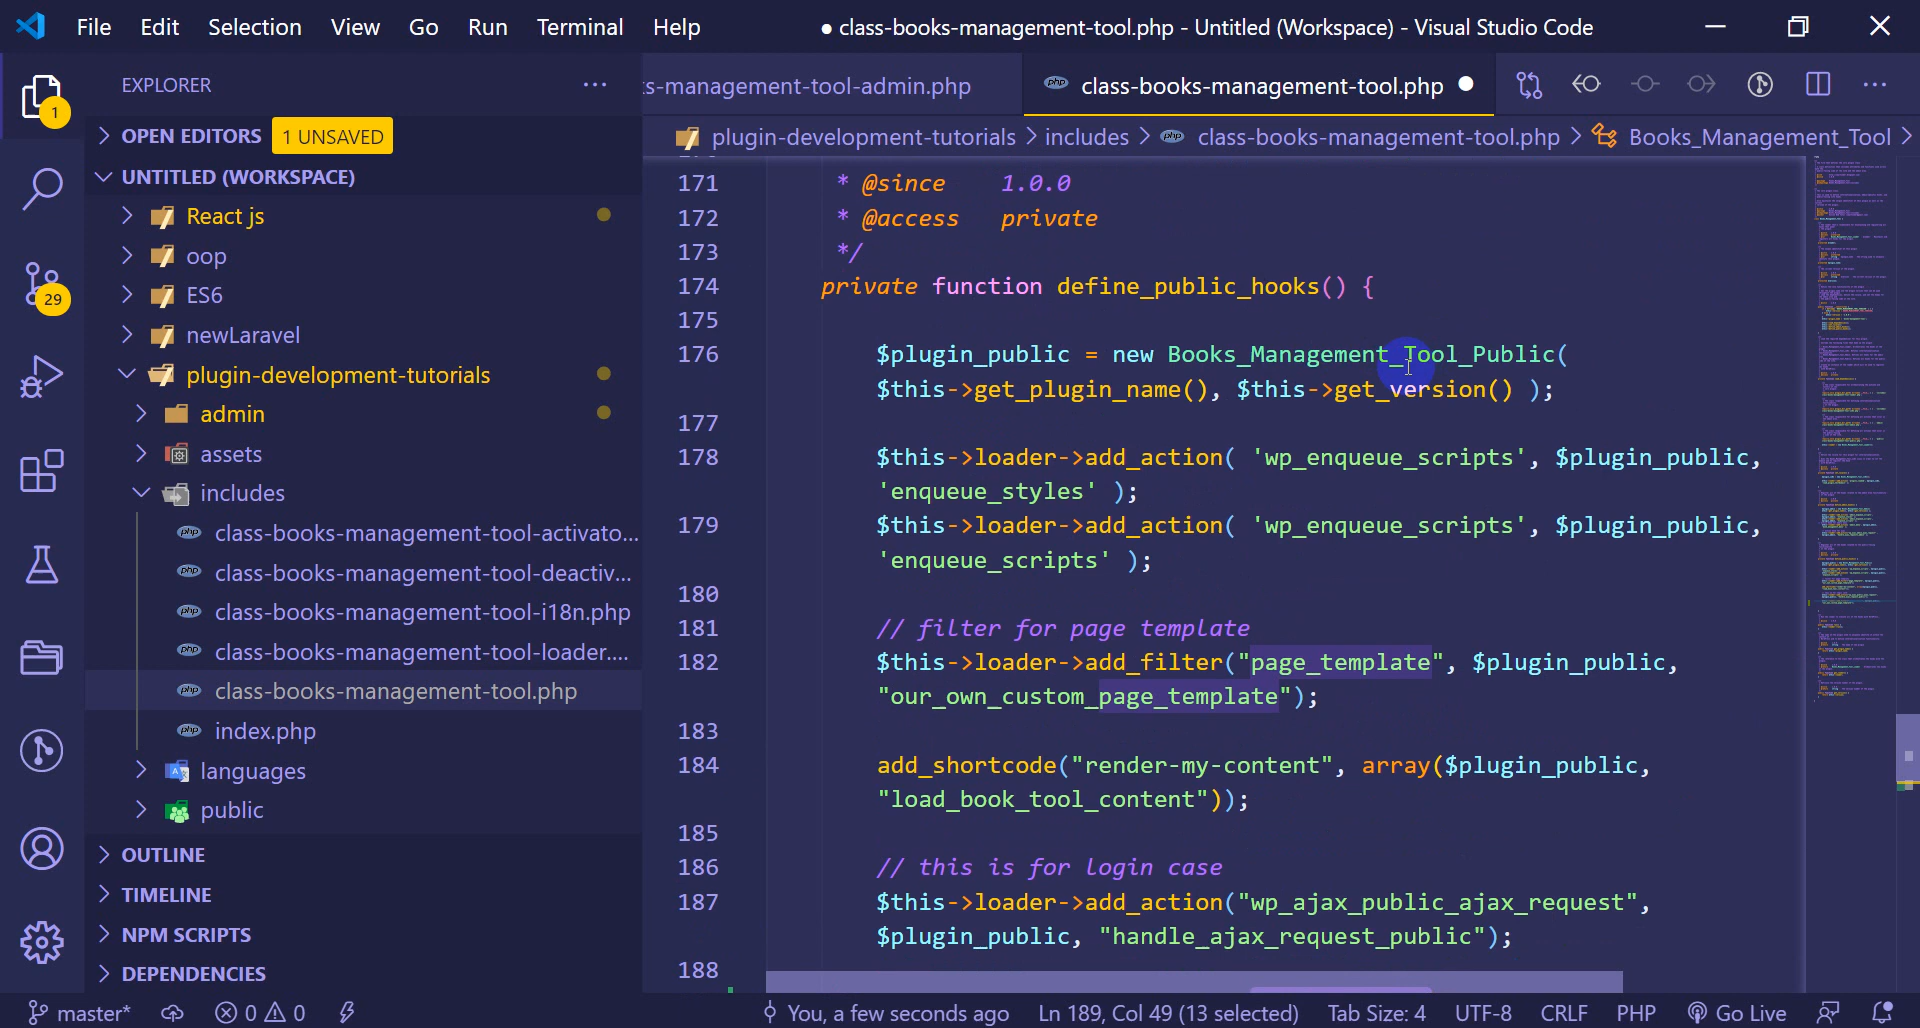 File Edit Selection View Go Run Terminal Help
● class-books-management-tool.php - Untitled (Workspace) - Visual Studio Code
EXPLORER
s-management-tool-admin.php
class-books-management-tool.php
OPEN EDITORS 1 UNSAVED
plugin-development-tutorials > includes > class-books-management-tool.php > Books_Management_Tool >
UNTITLED (WORKSPACE)
React js
oop
ES6
newLaravel
plugin-development-tutorials
admin
assets
includes
class-books-management-tool-activato...
class-books-management-tool-deactiv...
class-books-management-tool-i18n.php
class-books-management-tool-loader....
class-books-management-tool.php
index.php
languages
public
OUTLINE
TIMELINE
NPM SCRIPTS
DEPENDENCIES
1
29
171 * @since 1.0.0
172 * @access private
173 */
174 private function define_public_hooks() {
175
176 $plugin_public = new Books_Management_Tool_Public(
$this->get_plugin_name(), $this->get_version() );
177
178 $this->loader->add_action( 'wp_enqueue_scripts', $plugin_public,
'enqueue_styles' );
179 $this->loader->add_action( 'wp_enqueue_scripts', $plugin_public,
'enqueue_scripts' );
180
181 // filter for page template
182 $this->loader->add_filter("page_template", $plugin_public,
"our_own_custom_page_template");
183
184 add_shortcode("render-my-content", array($plugin_public,
"load_book_tool_content"));
185
186 // this is for login case
187 $this->loader->add_action("wp_ajax_public_ajax_request",
$plugin_public, "handle_ajax_request_public");
188
master* 0 0 You, a few seconds ago Ln 189, Col 49 (13 selected) Tab Size: 4 UTF-8 CRLF PHP Go Live